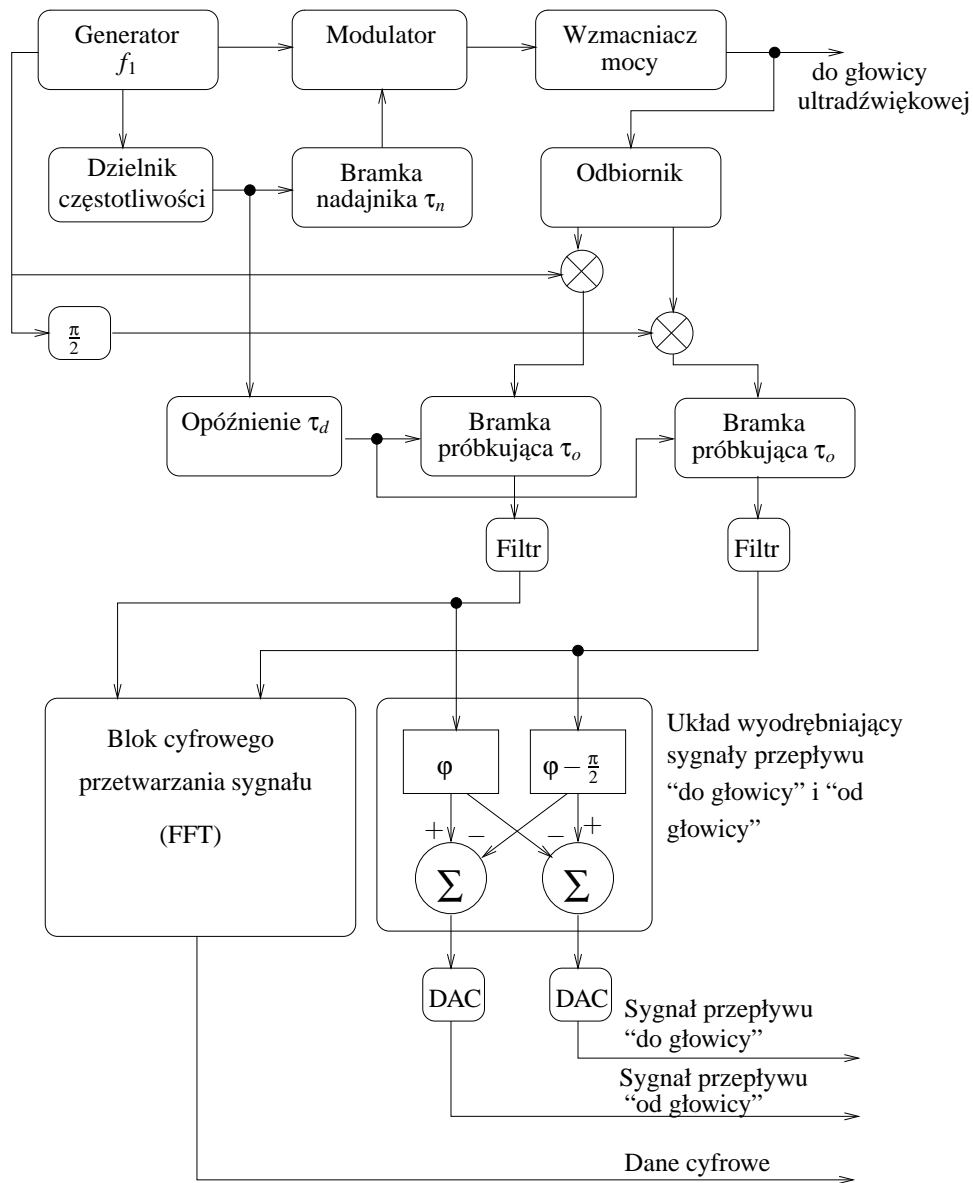 Generator
f1
Modulator
Wzmacniacz
mocy
do głowicy
ultradźwiękowej
Dzielnik
częstotliwości
Bramka
nadajnika τn
Odbiornik
π
2
Opóźnienie τd
Bramka
próbkująca τo
Bramka
próbkująca τo
Filtr
Filtr
Blok cyfrowego
przetwarzania sygnału
(FFT)
φ
φ − π/2
Układ wyodrębniający
sygnały przepływu
“do głowicy” i “od
głowicy”
+ − − +
Σ Σ
DAC
DAC
Sygnał przepływu
“do głowicy”
Sygnał przepływu
“od głowicy”
Dane cyfrowe